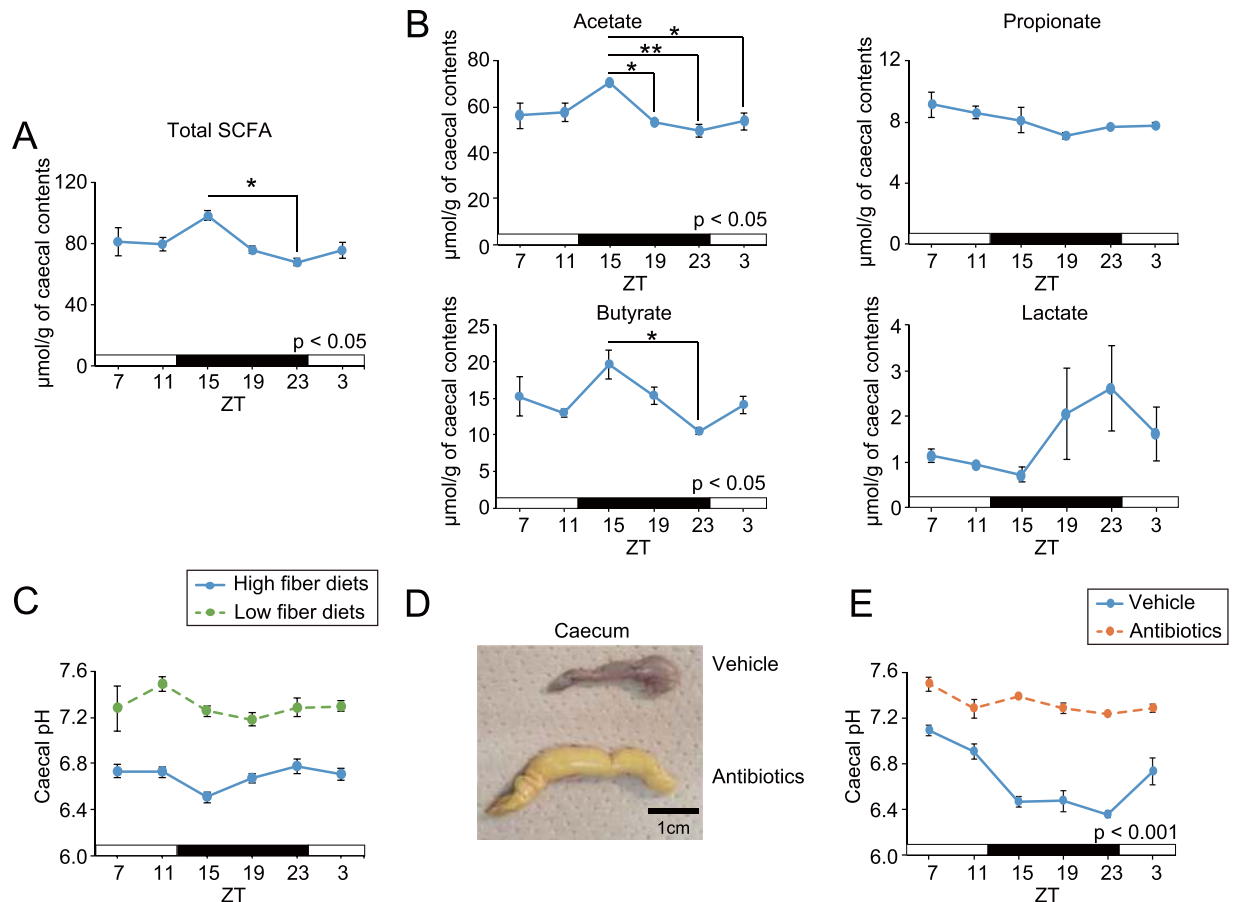 A
Total SCFA
µmol/g of caecal contents
120
80
40
0
*
p < 0.05
7 11 15 19 23 3
ZT
B
Acetate
µmol/g of caecal contents
80
60
40
20
0
*
**
*
p < 0.05
7 11 15 19 23 3
ZT
Propionate
µmol/g of caecal contents
12
8
4
0
7 11 15 19 23 3
ZT
Butyrate
µmol/g of caecal contents
25
20
15
10
5
0
*
p < 0.05
7 11 15 19 23 3
ZT
Lactate
µmol/g of caecal contents
4
3
2
1
0
7 11 15 19 23 3
ZT
C
High fiber diets
Low fiber diets
Caecal pH
7.6
7.2
6.8
6.4
6.0
7 11 15 19 23 3
ZT
D
Caecum
Vehicle
Antibiotics
1cm
E
Vehicle
Antibiotics
Caecal pH
7.6
7.2
6.8
6.4
6.0
p < 0.001
7 11 15 19 23 3
ZT